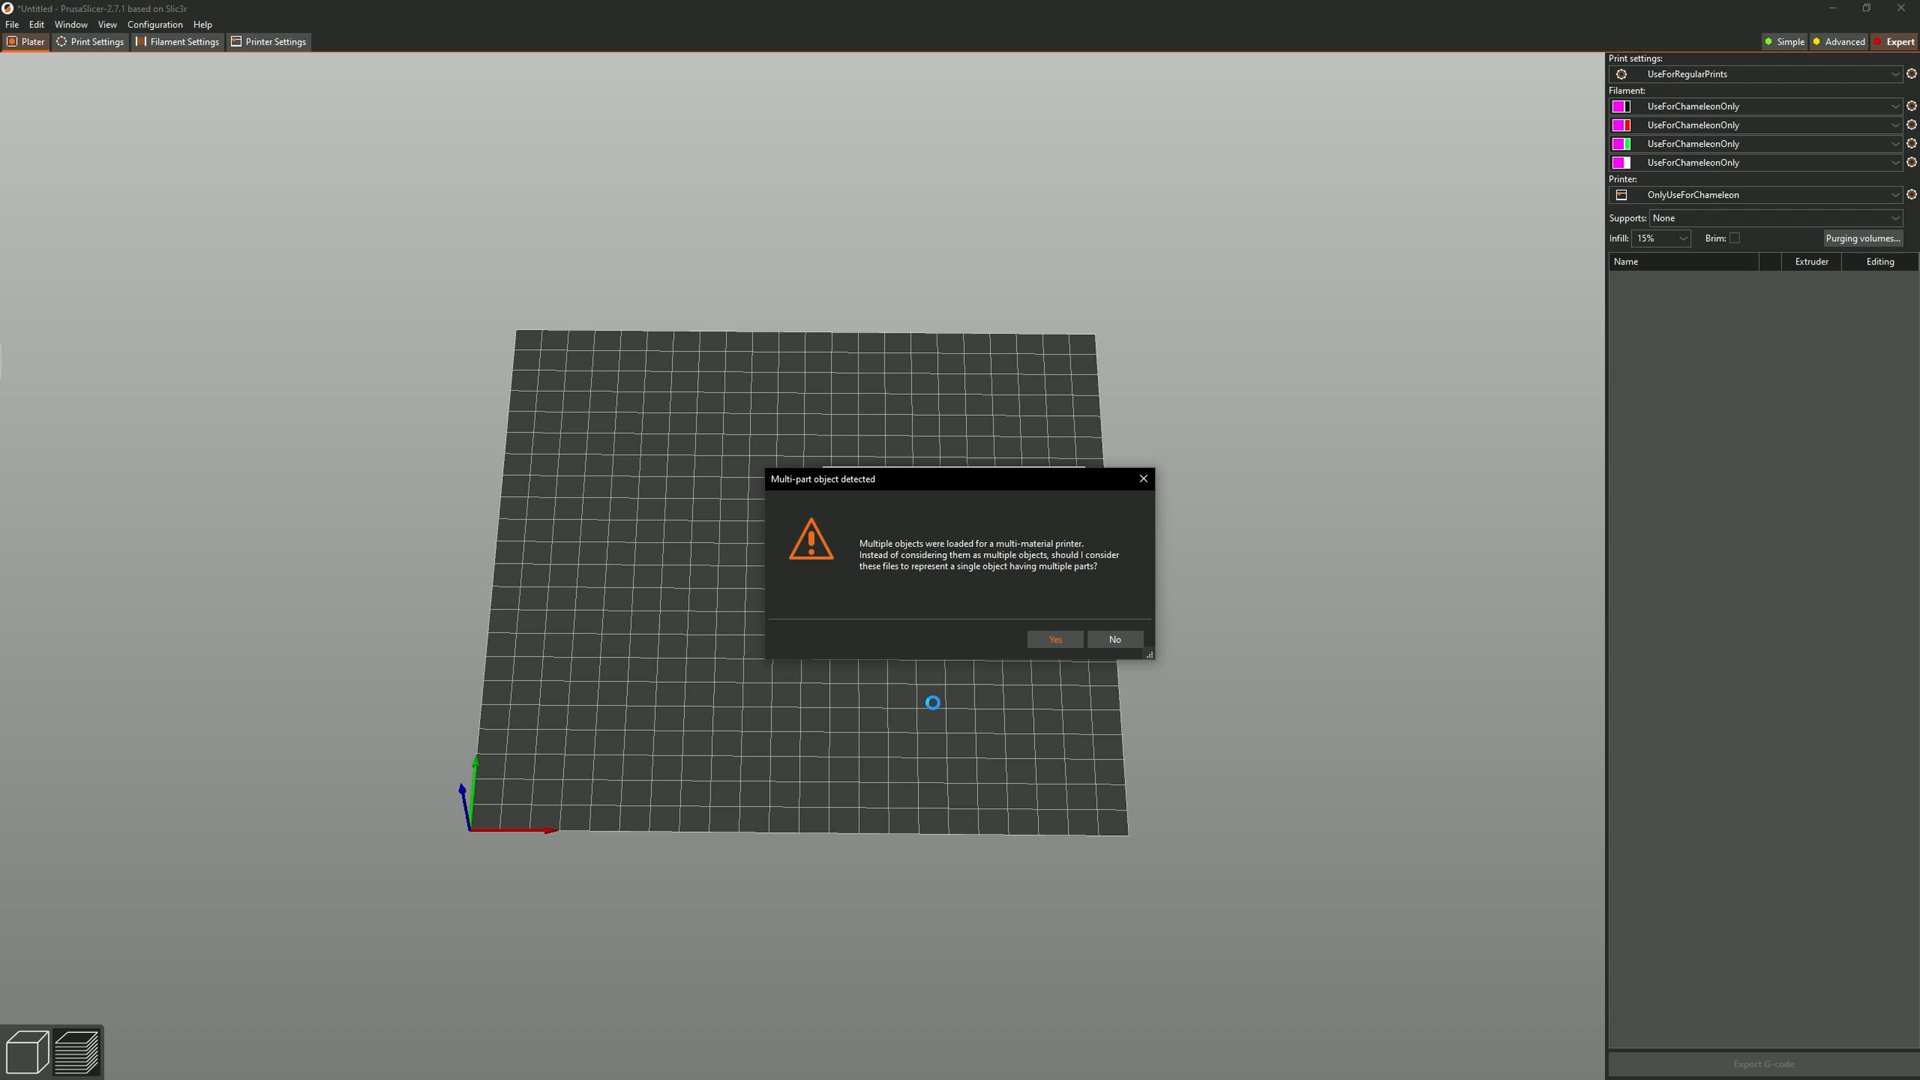 *Untitled - PrusaSlicer-2.7.1 based on Slic3r
File Edit Window View Configuration Help
Plater Print Settings Filament Settings Printer Settings Simple Advanced Expert
Print settings:
UseForRegularPrints
Filament:
UseForChameleonOnly
UseForChameleonOnly
UseForChameleonOnly
UseForChameleonOnly
Printer:
OnlyUseForChameleon
Supports: None
Infill: 15% Brim: Purging volumes...
Name Extruder Editing
Multi-part object detected
Multiple objects were loaded for a multi-material printer.
Instead of considering them as multiple objects, should I consider
these files to represent a single object having multiple parts?
Yes No
Export G-code